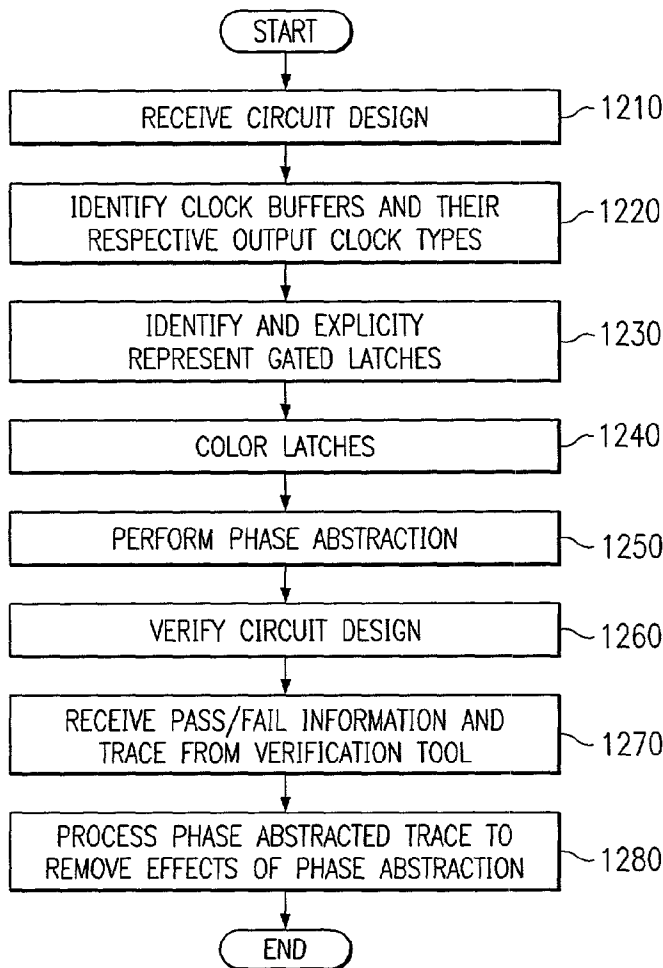 START
RECEIVE CIRCUIT DESIGN
1210
IDENTIFY CLOCK BUFFERS AND THEIR
RESPECTIVE OUTPUT CLOCK TYPES
1220
IDENTIFY AND EXPLICITY
REPRESENT GATED LATCHES
1230
COLOR LATCHES
1240
PERFORM PHASE ABSTRACTION
1250
VERIFY CIRCUIT DESIGN
1260
RECEIVE PASS/FAIL INFORMATION AND
TRACE FROM VERIFICATION TOOL
1270
PROCESS PHASE ABSTRACTED TRACE TO
REMOVE EFFECTS OF PHASE ABSTRACTION
1280
END